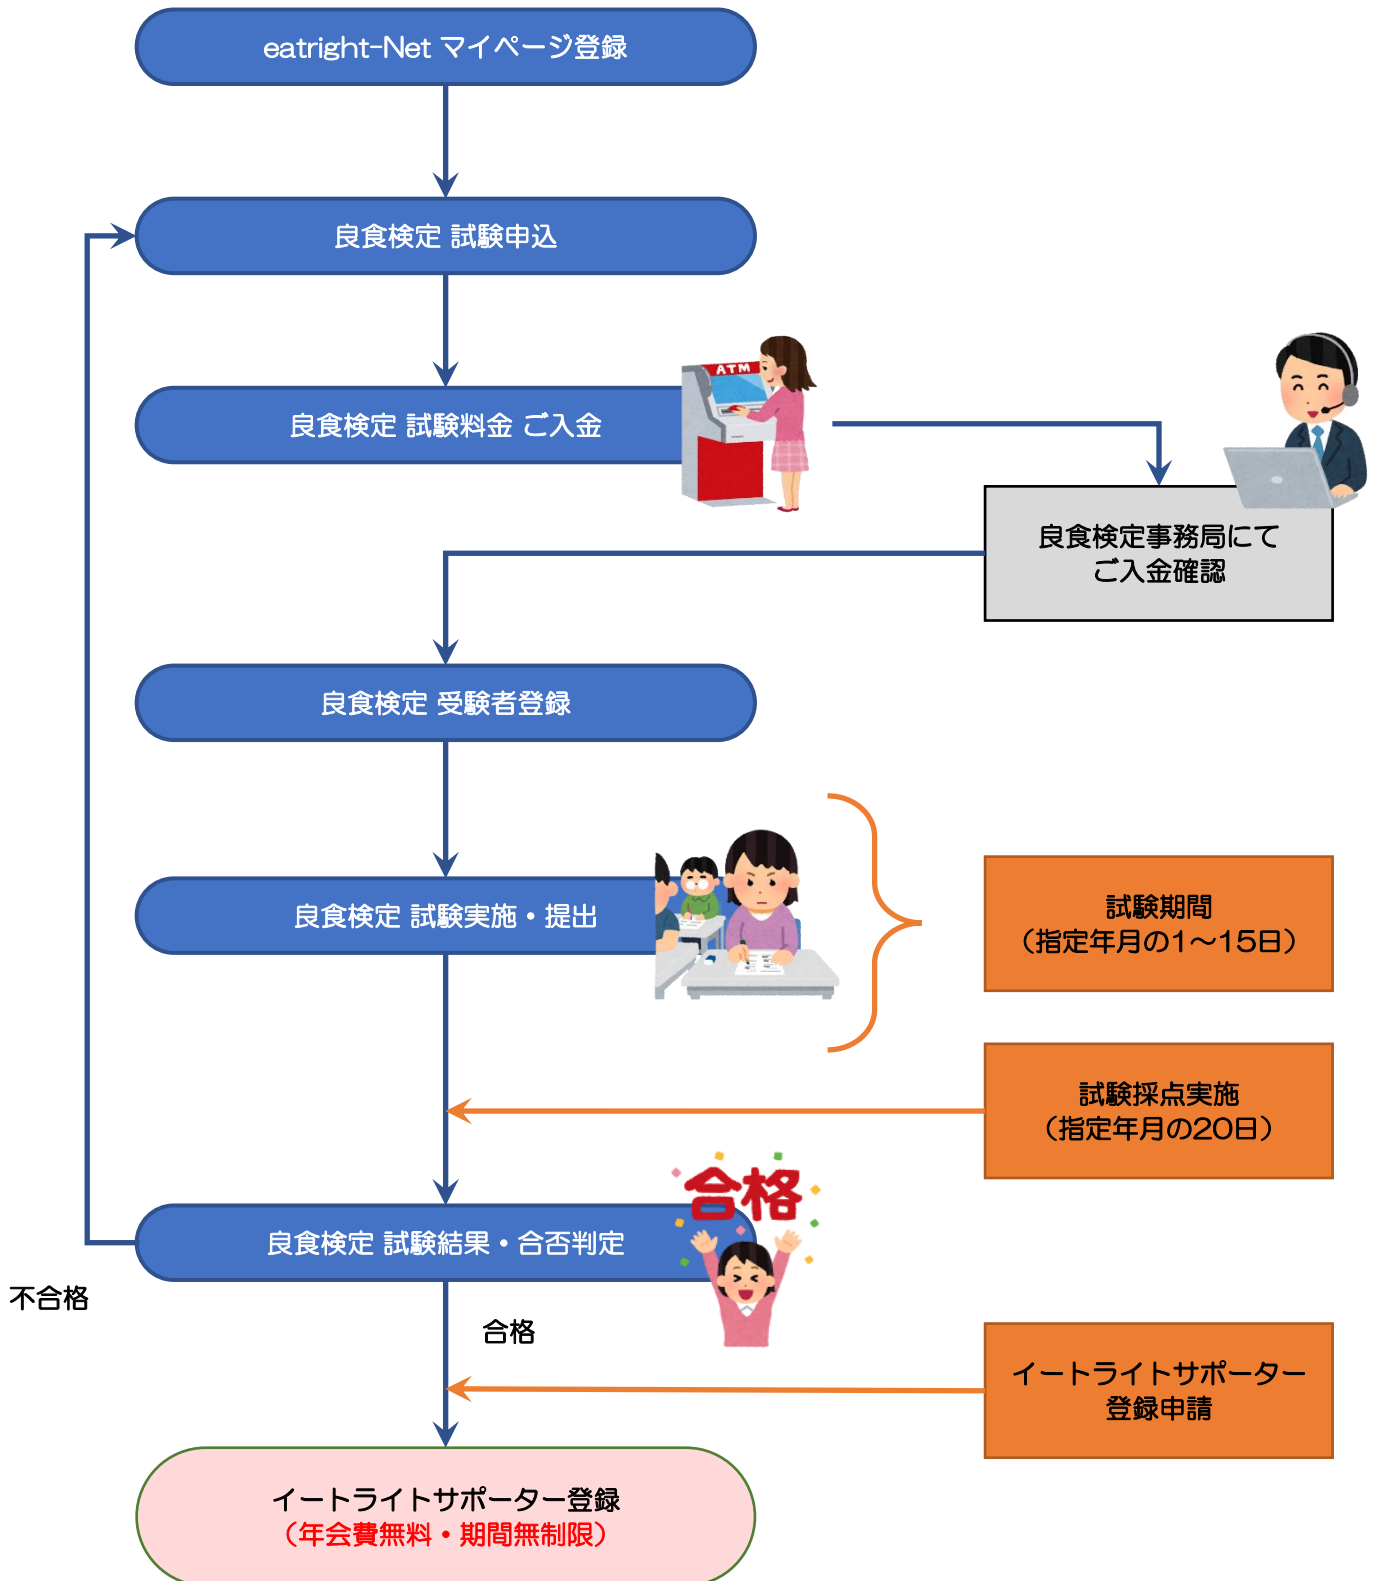 eatright-Net マイページ登録
良食検定 試験申込
ATM
良食検定 試験料金 ご入金
良食検定事務局にて
ご入金確認
良食検定 受験者登録
良食検定 試験実施・提出
試験期間
（指定年月の1～15日）
試験採点実施
（指定年月の20日）
合格
良食検定 試験結果・合否判定
不合格
合格
イートライトサポーター
登録申請
イートライトサポーター登録
（年会費無料・期間無制限）